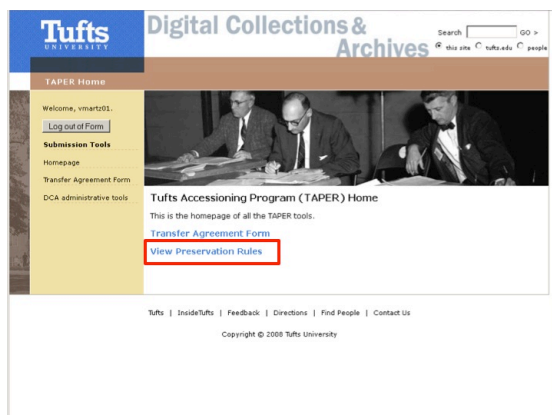 Tufts
UNIVERSITY
Digital Collections &
Archives
Search GO >
this site tufts.edu people
TAPER Home
Welcome, vmartz01.
Log out of Form
Submission Tools
Homepage
Transfer Agreement Form
DCA administrative tools
Tufts Accessioning Program (TAPER) Home
This is the homepage of all the TAPER tools.
Transfer Agreement Form
View Preservation Rules
Tufts | InsideTufts | Feedback | Directions | Find People | Contact Us
Copyright © 2008 Tufts University